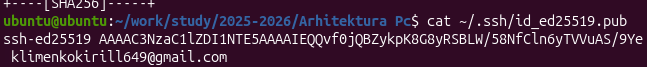 +----[SHA256]-----+
ubuntu@ubuntu:~/work/study/2025-2026/Arhitektura Pc$ cat ~/.ssh/id_ed25519.pub
ssh-ed25519 AAAAC3NzaC1lZDI1NTE5AAAAIEQQvf0jQBZykpK8G8yRSBLW/58NfCln6yTVVuAS/9Ye
klimenkokirill649@gmail.com